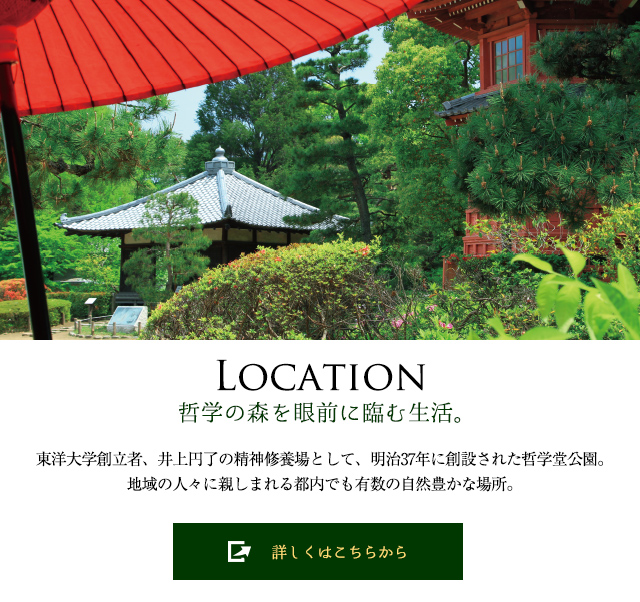 LOCATION
哲学の森を眼前に臨む生活。
東洋大学創立者、井上円了の精神修養場として、明治37年に創設された哲学堂公園。
地域の人々に親しまれる都内でも有数の自然豊かな場所。
詳しくはこちらから